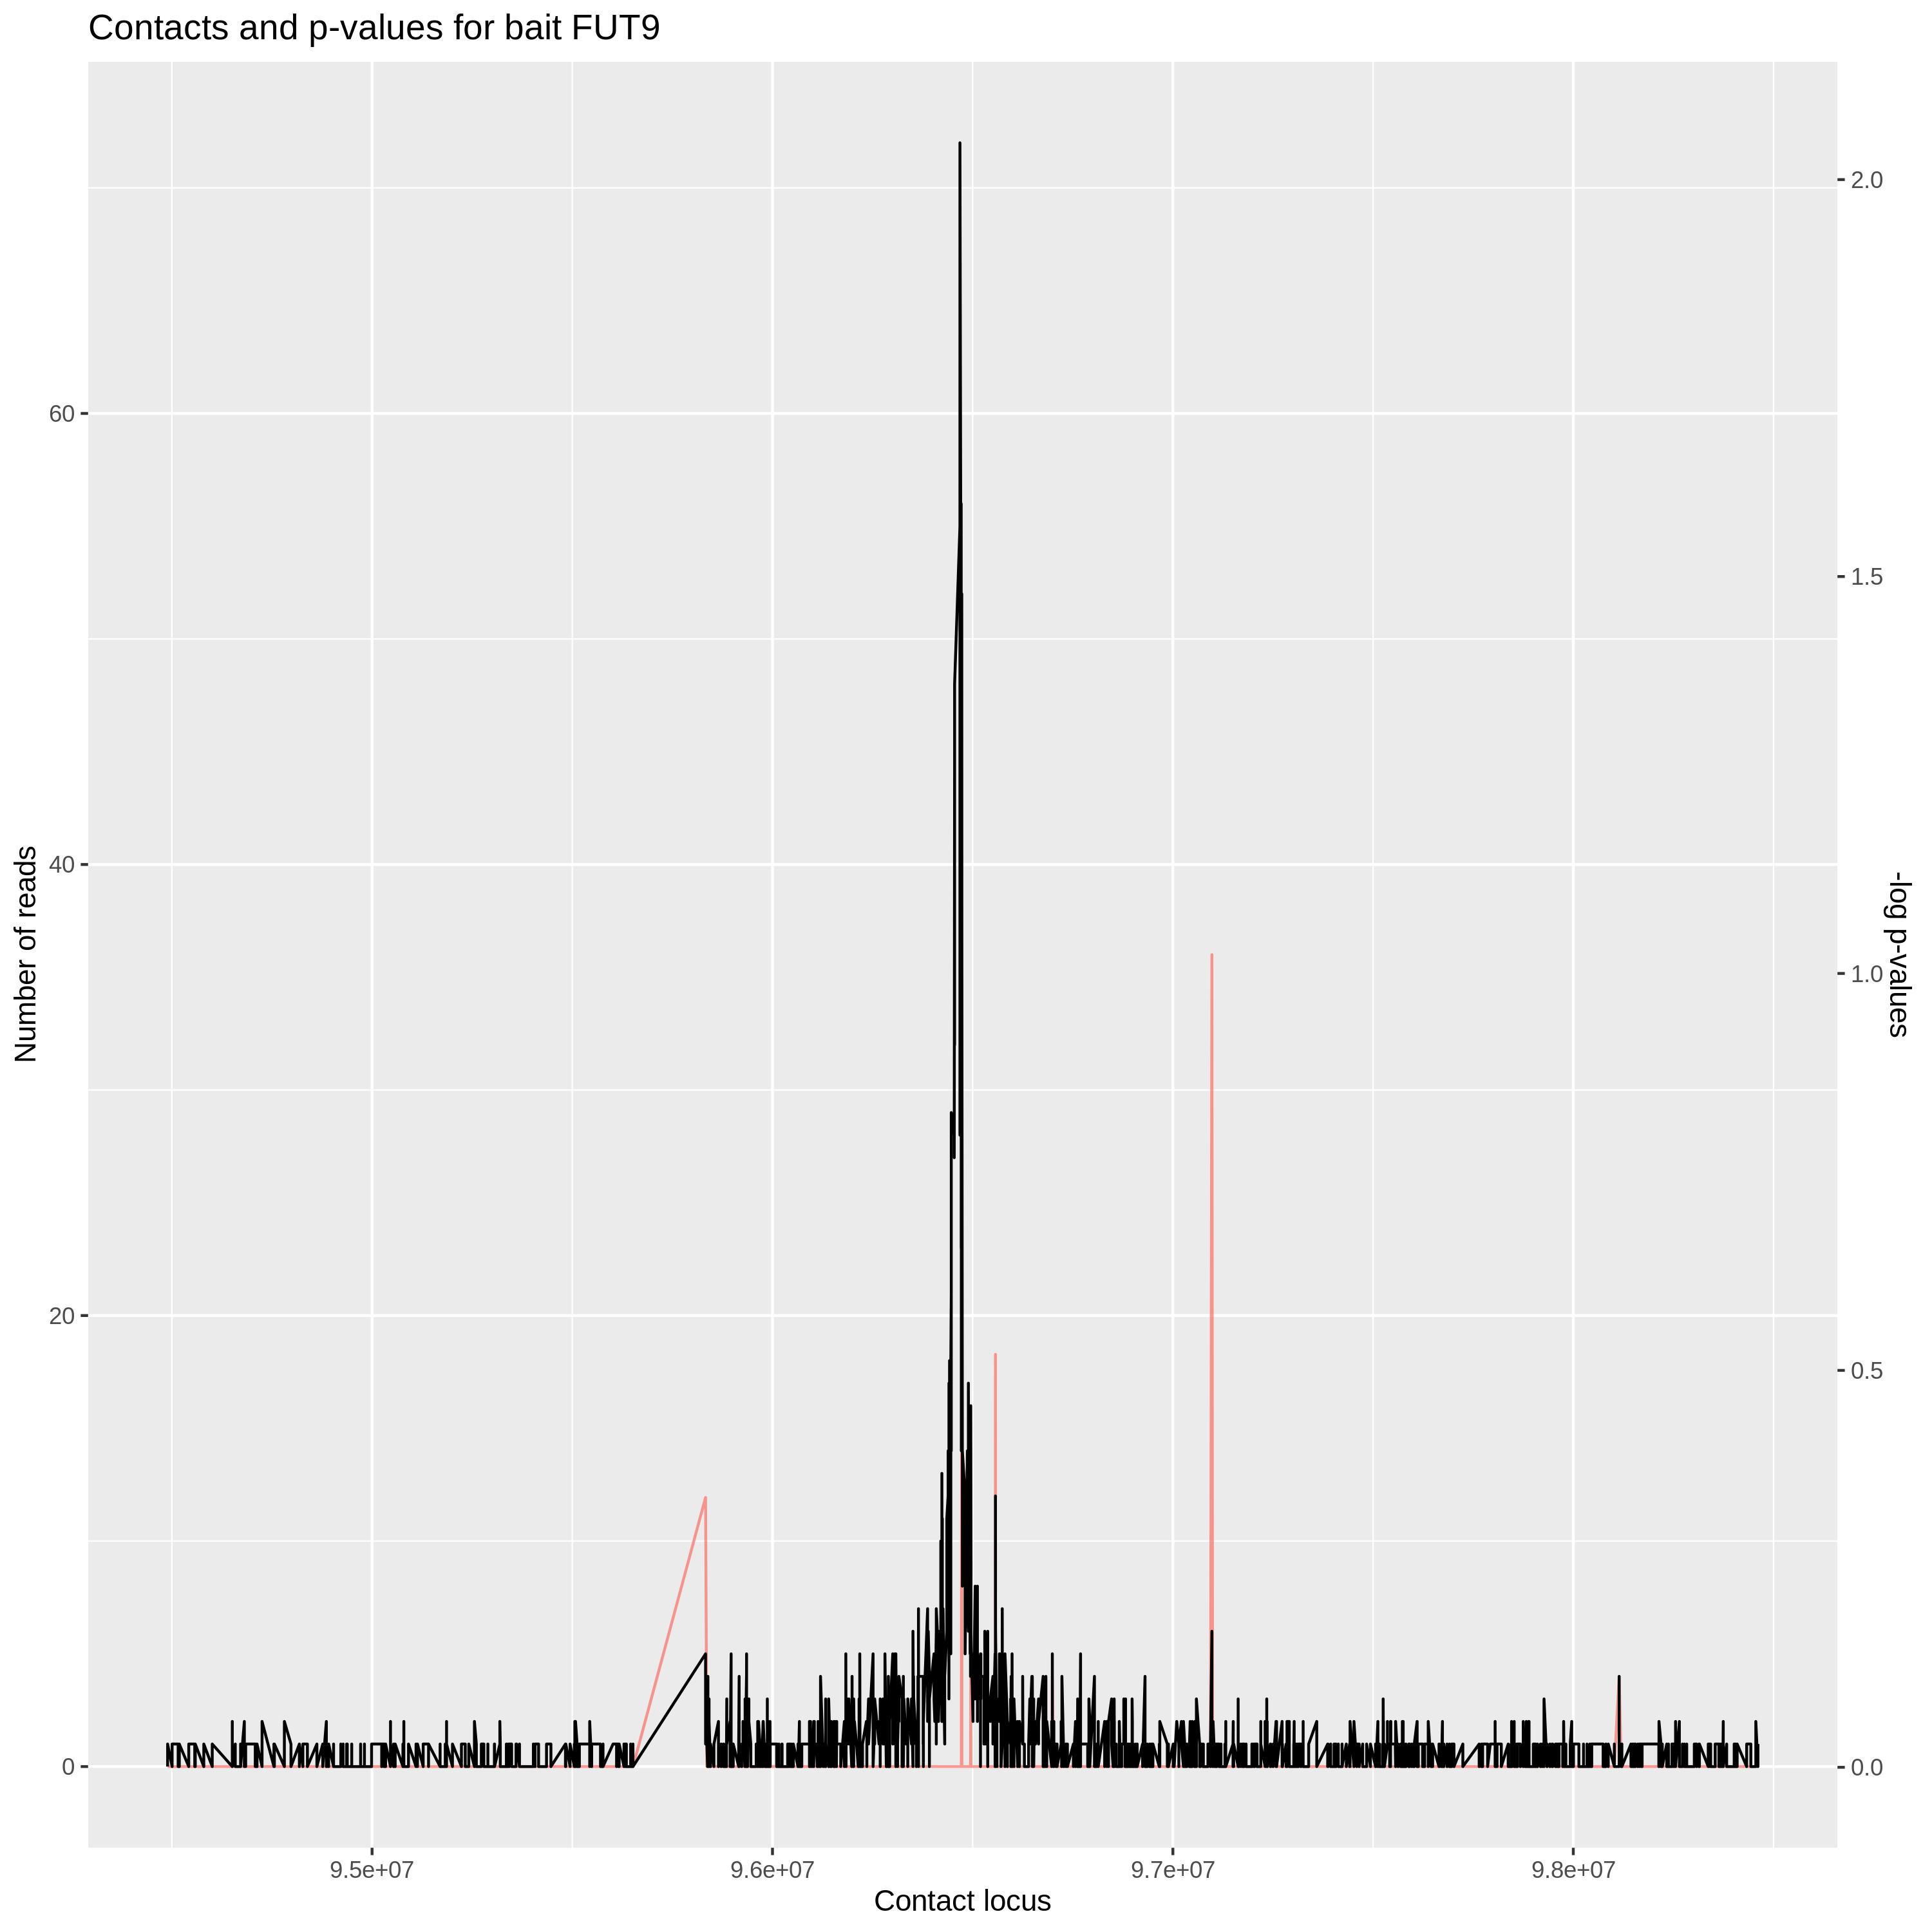 Contacts and p-values for bait FUT9
Number of reads
60
40
20
0
2.0
1.5
1.0
0.5
0.0
-log p-values
9.5e+07
9.6e+07
9.7e+07
9.8e+07
Contact locus